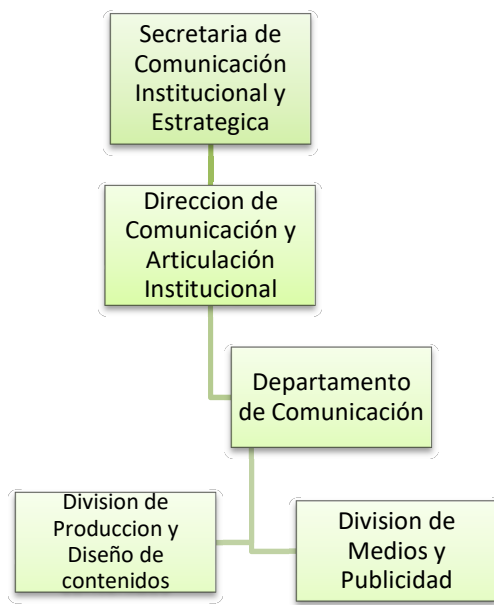 Secretaria de
Comunicación
Institucional y
Estrategica
Direccion de
Comunicación y
Articulación
Institucional
Departamento
de Comunicación
Division de
Produccion y
Diseño de
contenidos
Division de
Medios y
Publicidad